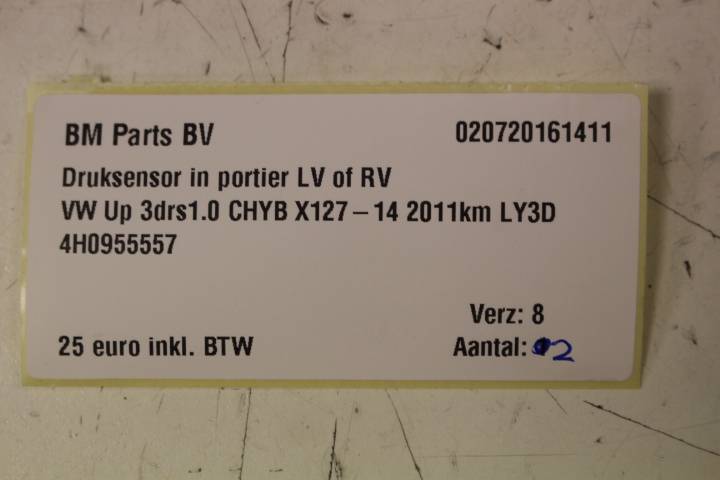 BM Parts BV 020720161411
Druksensor in portier LV of RV
VW Up 3drs1.0 CHYB X127 – 14 2011km LY3D
4H0955557
Verz: 8
25 euro inkl. BTW Aantal: 2